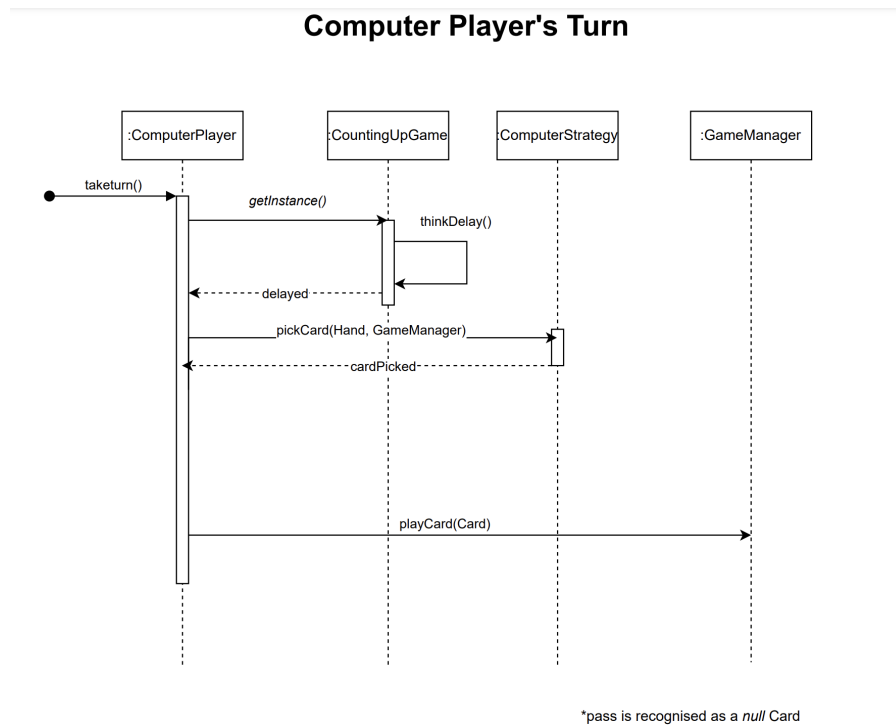 Computer Player's Turn
:ComputerPlayer
:CountingUpGame
:ComputerStrategy
:GameManager
taketurn()
getInstance()
thinkDelay()
delayed
pickCard(Hand, GameManager)
cardPicked
playCard(Card)
*pass is recognised as a null Card